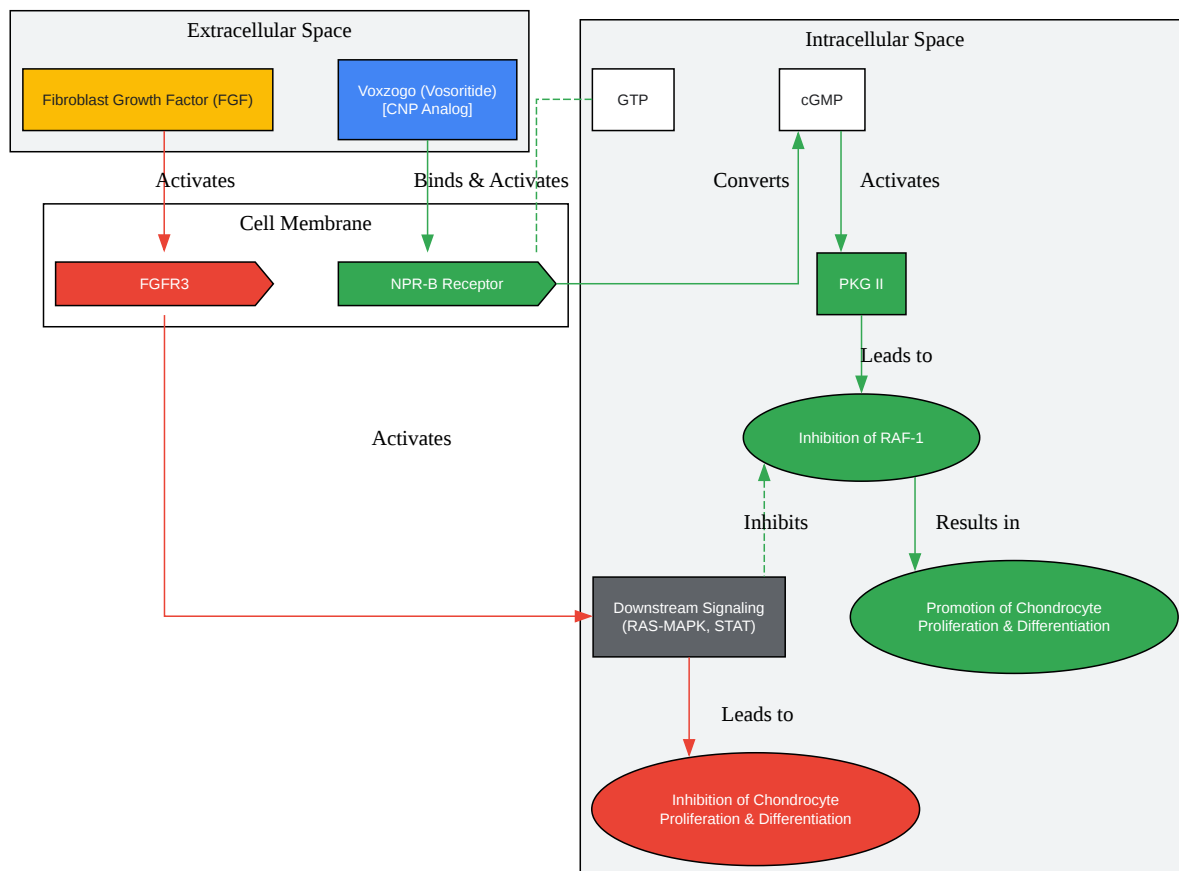 Extracellular Space
Fibroblast Growth Factor (FGF)
Voxzogo (Vosoritide)
[CNP Analog]
Intracellular Space
GTP
cGMP
Activates
Binds & Activates
Converts
Activates
Cell Membrane
FGFR3
NPR-B Receptor
PKG II
Leads to
Activates
Inhibition of RAF-1
Inhibits
Results in
Downstream Signaling
(RAS-MAPK, STAT)
Promotion of Chondrocyte
Proliferation & Differentiation
Leads to
Inhibition of Chondrocyte
Proliferation & Differentiation